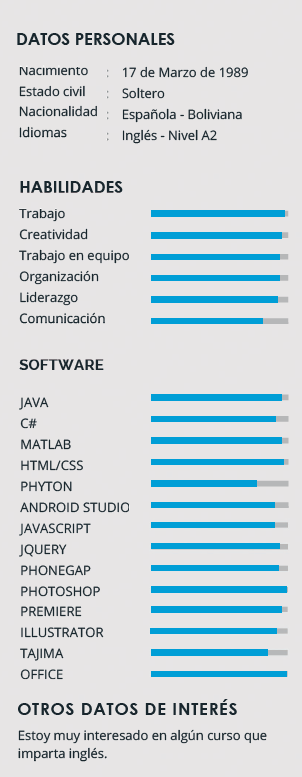 DATOS PERSONALES
Nacimiento : 17 de Marzo de 1989
Estado civil : Soltero
Nacionalidad : Española - Boliviana
Idiomas : Inglés - Nivel A2
HABILIDADES
Trabajo
Creatividad
Trabajo en equipo
Organización
Liderazgo
Comunicación
SOFTWARE
JAVA
C#
MATLAB
HTML/CSS
PHYTON
ANDROID STUDIO
JAVASCRIPT
JQUERY
PHONEGAP
PHOTOSHOP
PREMIERE
ILLUSTRATOR
TAJIMA
OFFICE
OTROS DATOS DE INTERÉS
Estoy muy interesado en algún curso que
imparta inglés.